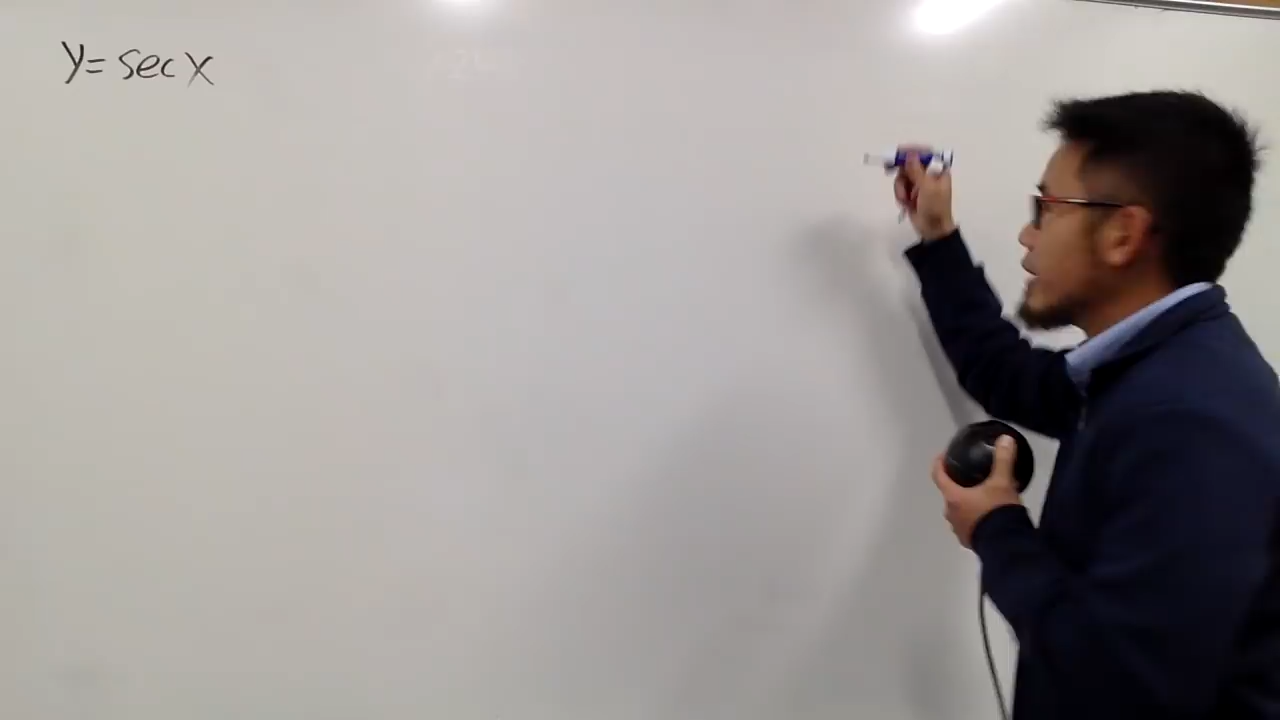 y = sec x